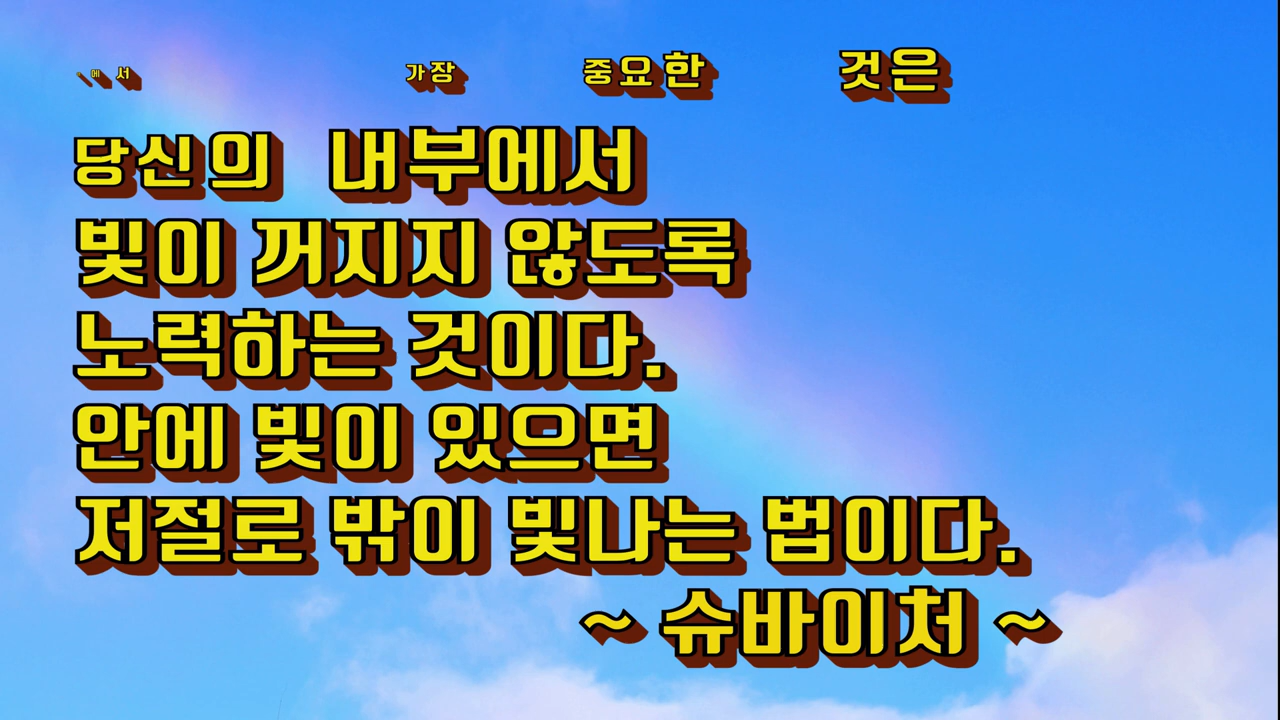 에서 가장 중요한 것은
당신의 내부에서
빛이 꺼지지 않도록
노력하는 것이다.
안에 빛이 있으면
저절로 밖이 빛나는 법이다.
~ 슈바이처 ~